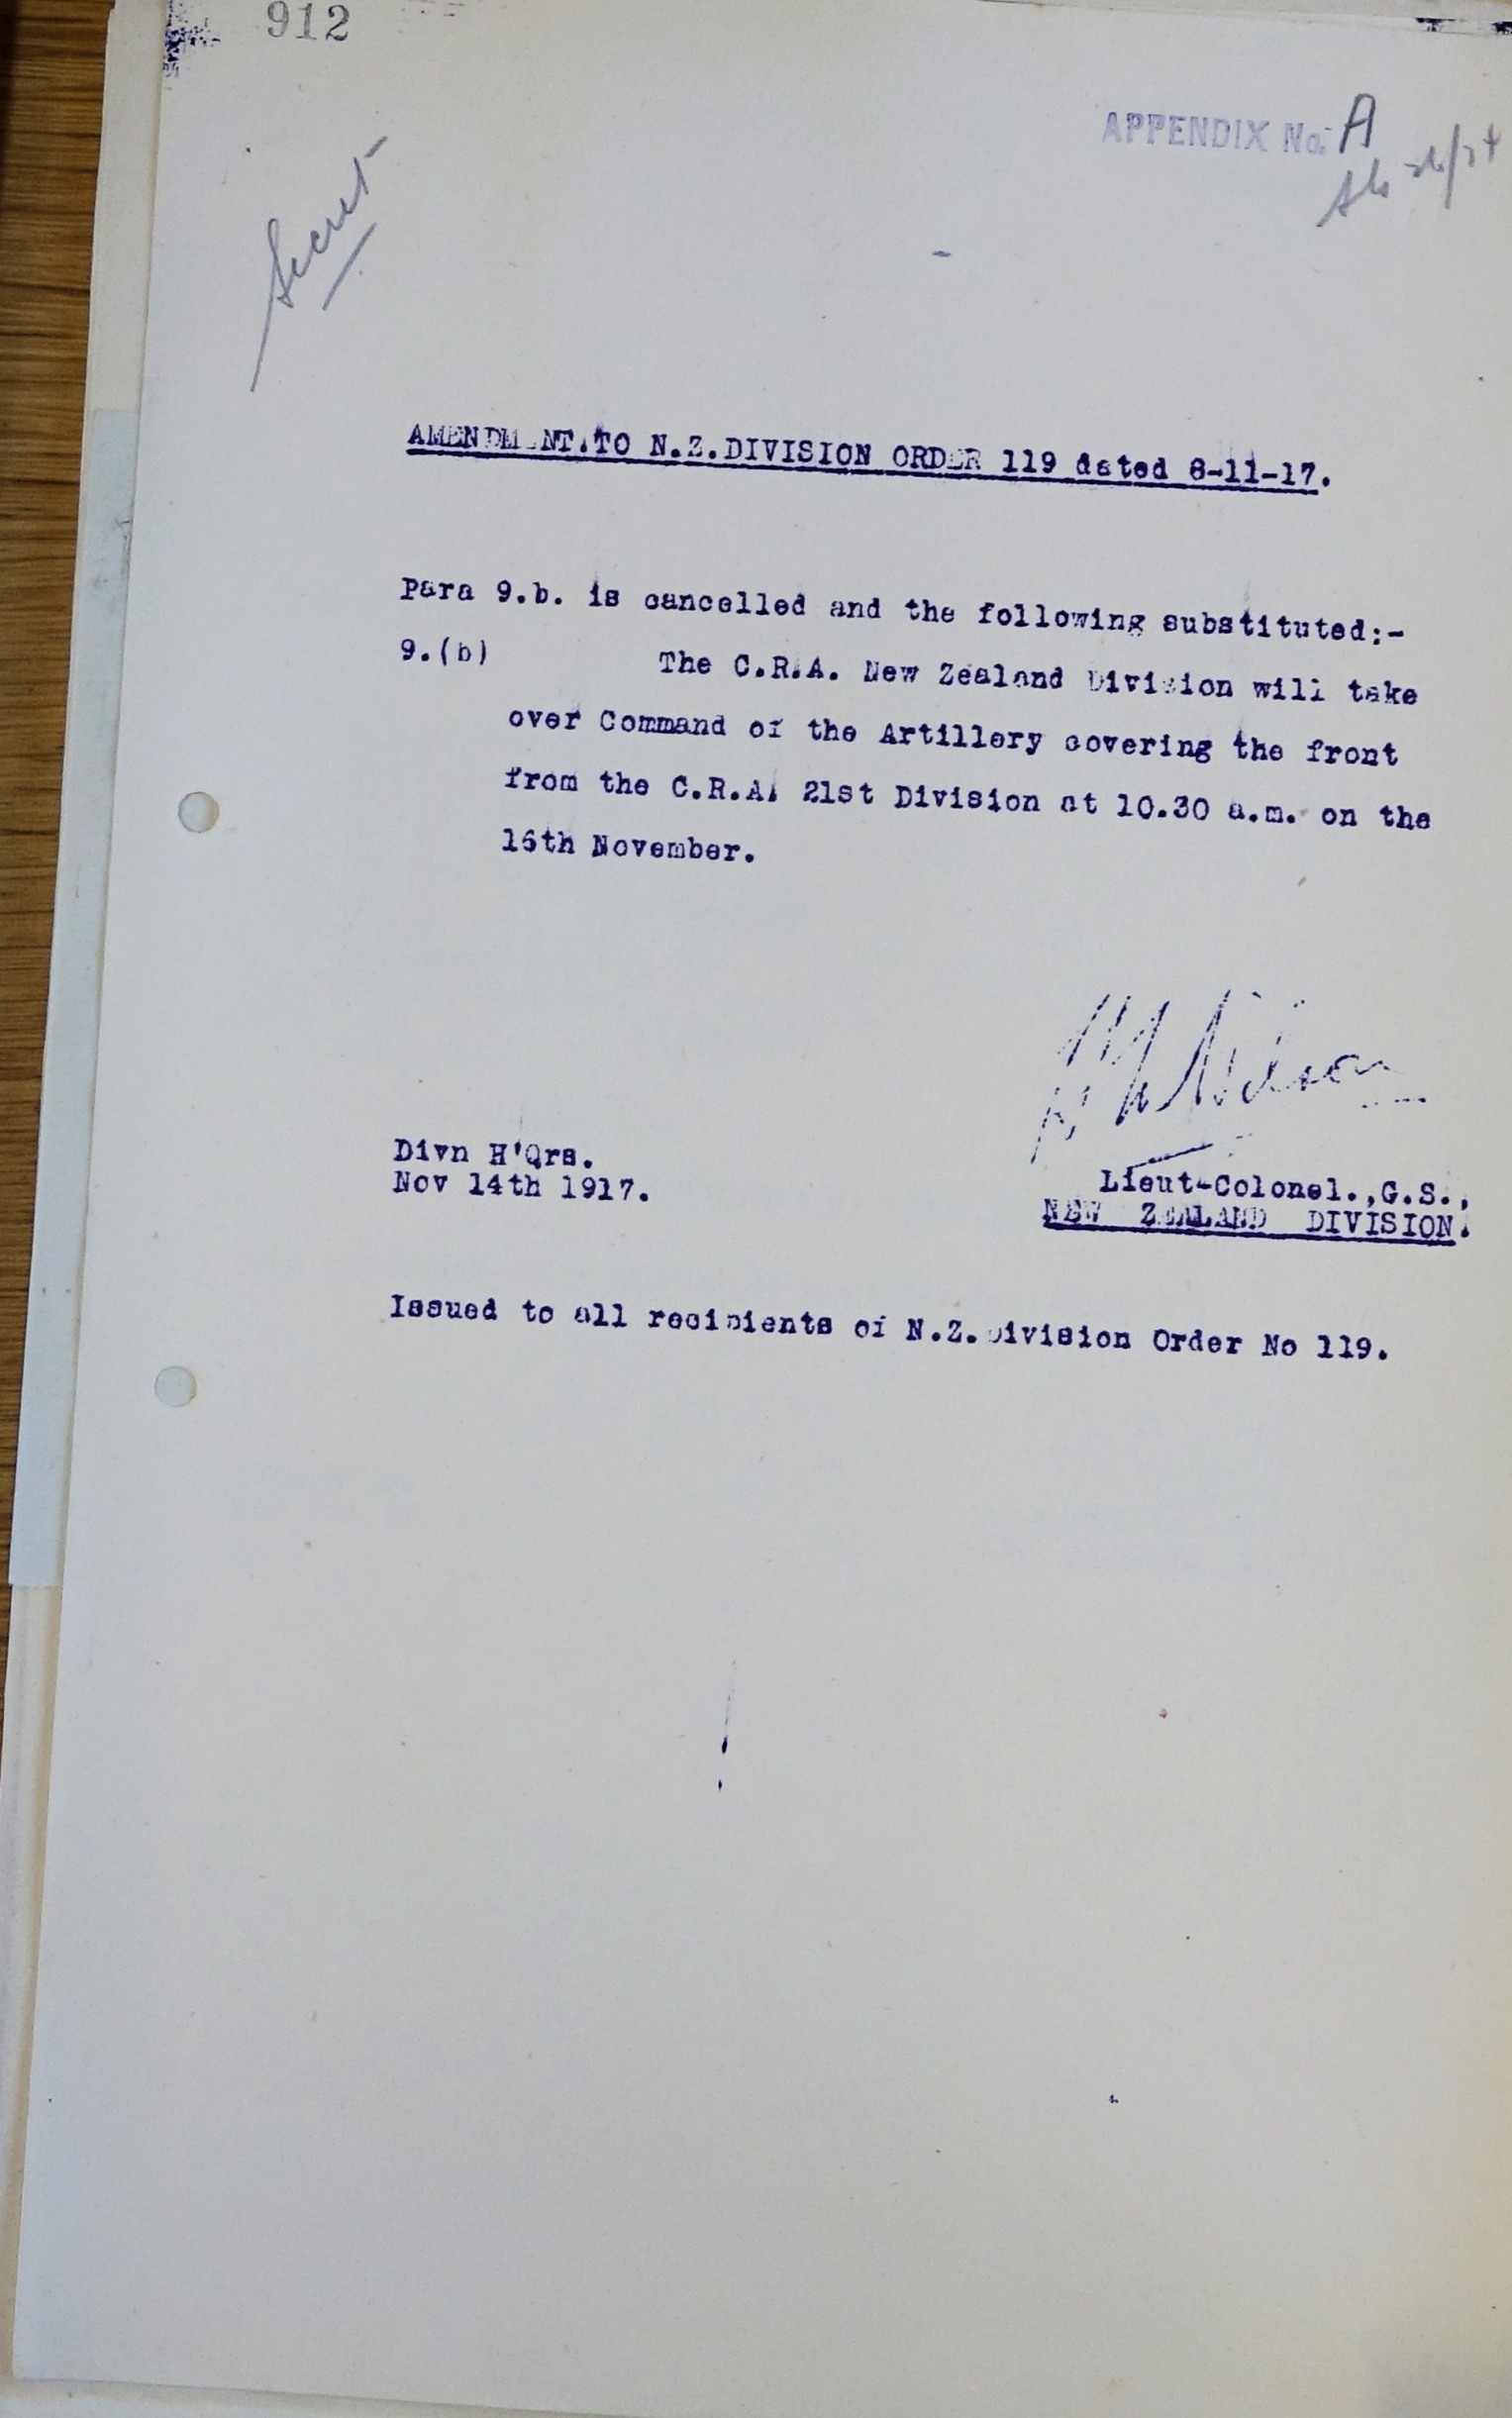 912
APPENDIX No. A
Secret
AMENDMENT.TO N.Z.DIVISION ORDER 119 dated 8-11-17.
Para 9.b. is cancelled and the following substituted:-
9.(b) The C.R.A. New Zealand Division will take
over Command of the Artillery covering the front
from the C.R.A. 21st Division at 10.30 a.m. on the
16th November.
Divn H'Qrs.
Nov 14th 1917.
Lieut-Colonel.,G.S.,
NEW ZEALAND DIVISION.
Issued to all recipients of N.Z.Division Order No 119.